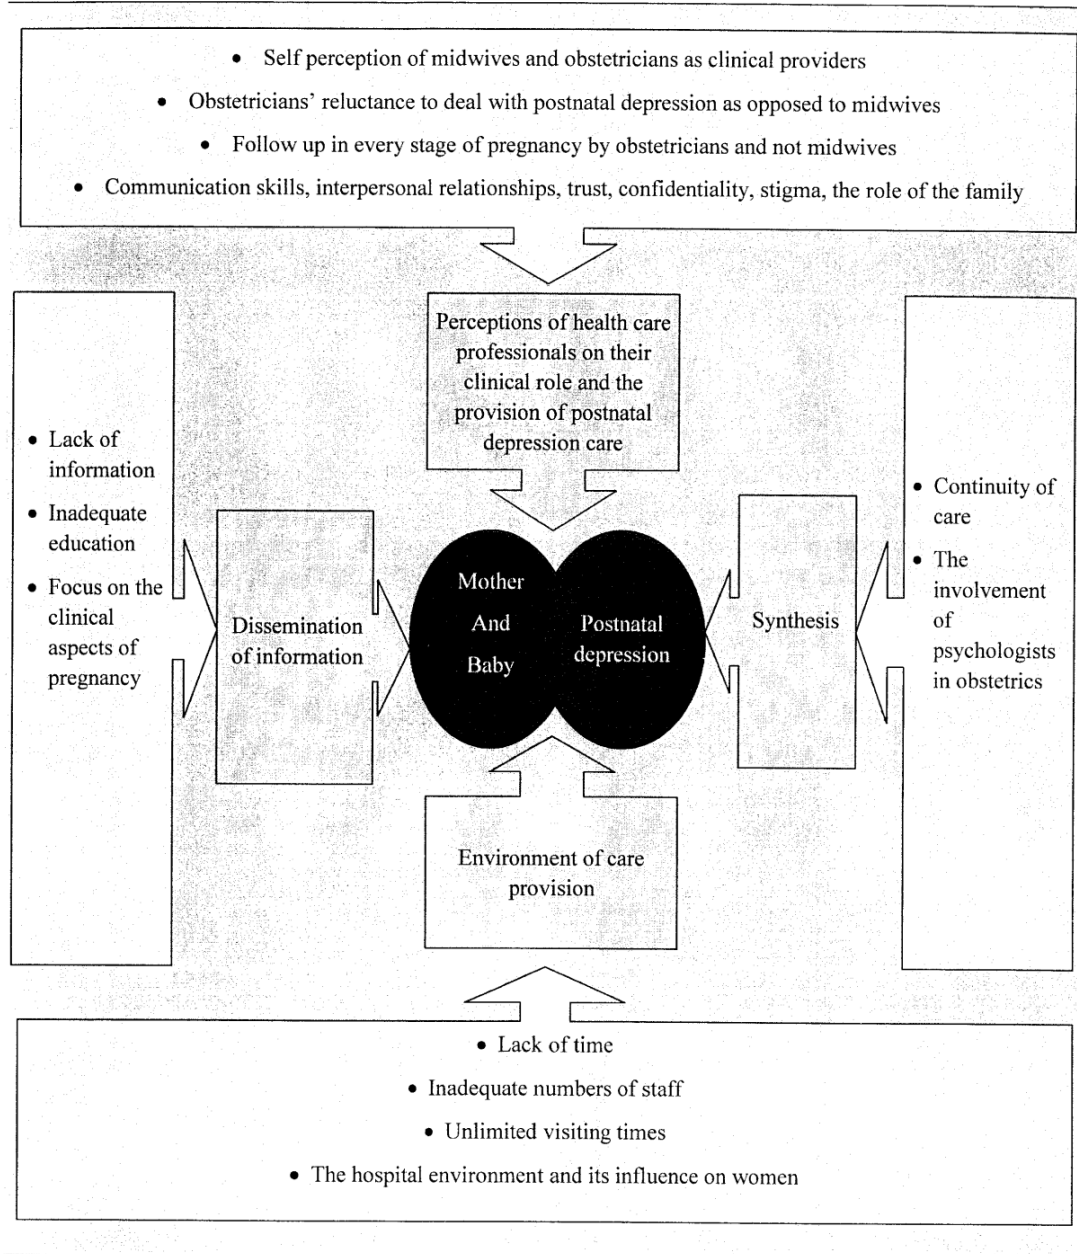 • Self perception of midwives and obstetricians as clinical providers
• Obstetricians' reluctance to deal with postnatal depression as opposed to midwives
• Follow up in every stage of pregnancy by obstetricians and not midwives
• Communication skills, interpersonal relationships, trust, confidentiality, stigma, the role of the family
Perceptions of health care
professionals on their
clinical role and the
provision of postnatal
depression care
• Lack of
information
• Inadequate
education
• Focus on the
clinical
aspects of
pregnancy
Dissemination
of information
Mother
And
Baby
Postnatal
depression
Synthesis
• Continuity of
care
• The
involvement
of
psychologists
in obstetrics
Environment of care
provision
• Lack of time
• Inadequate numbers of staff
• Unlimited visiting times
• The hospital environment and its influence on women